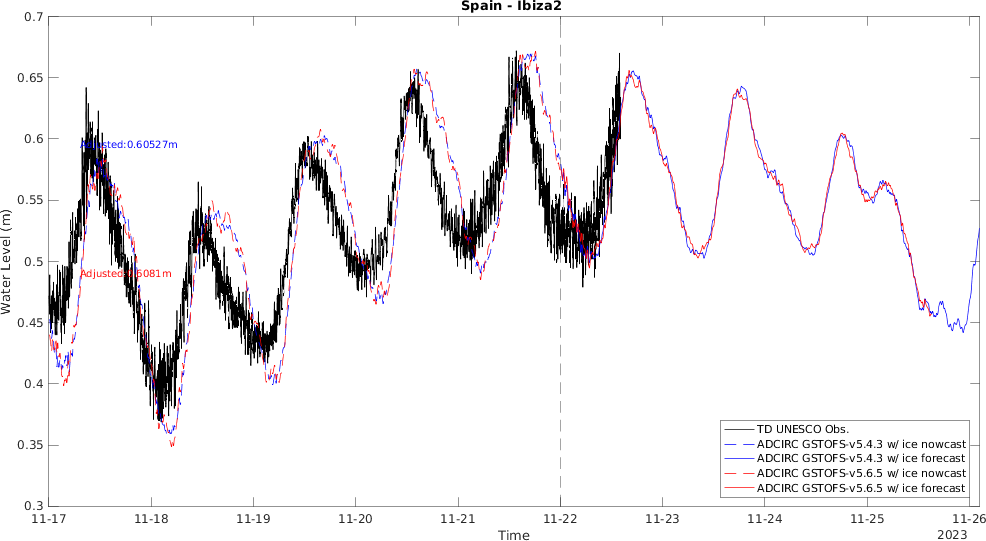 Spain - Ibiza2
0.7
0.65
0.6
0.55
0.5
0.45
0.4
0.35
0.3
Water Level (m)
Adjusted:0.60527m
TD UNESCO Obs.
ADCIRC GSTOFS-v5.4.3 w/ ice nowcast
ADCIRC GSTOFS-v5.4.3 w/ ice forecast
ADCIRC GSTOFS-v5.6.5 w/ ice nowcast
ADCIRC GSTOFS-v5.6.5 w/ ice forecast
11-17 11-18 11-19 11-20 11-21 11-22 11-23 11-24 11-25 11-26
Time
2023